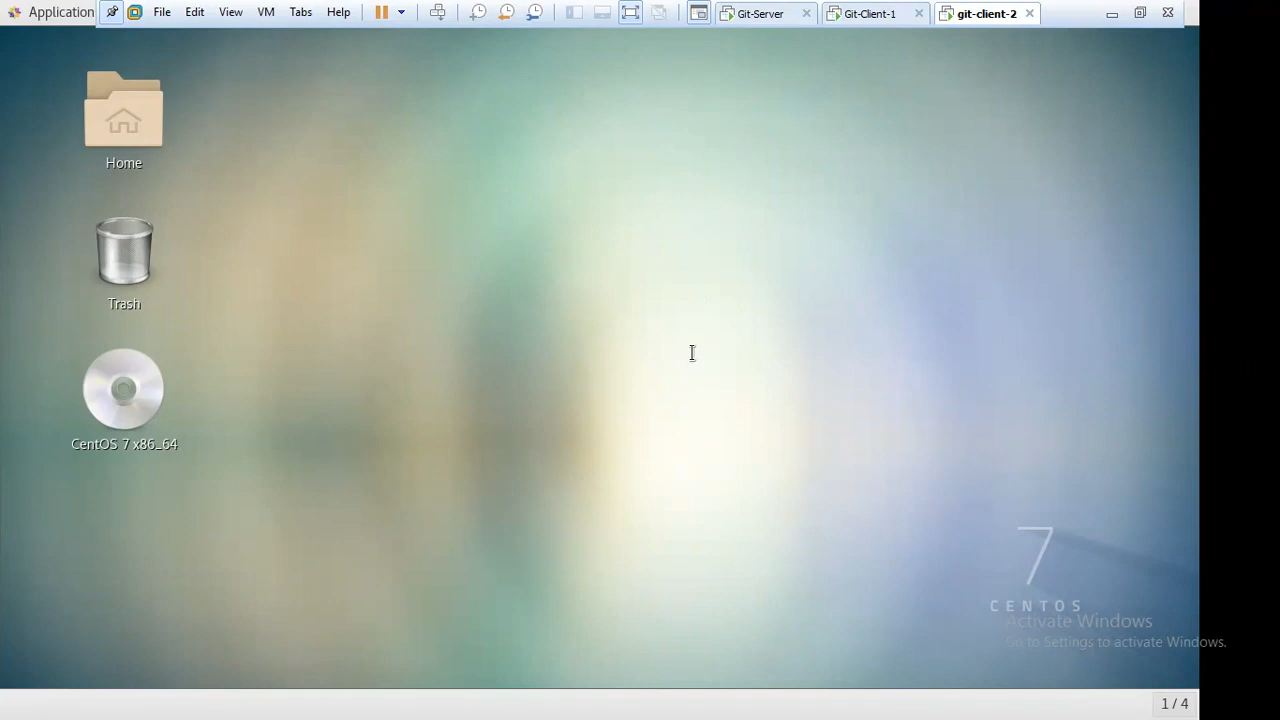 Application File Edit View VM Tabs Help Git-Server Git-Client-1 git-client-2
Home
Trash
CentOS 7 x86_64
7
CENTOS
Activate Windows
Go to Settings to activate Windows.
1 / 4